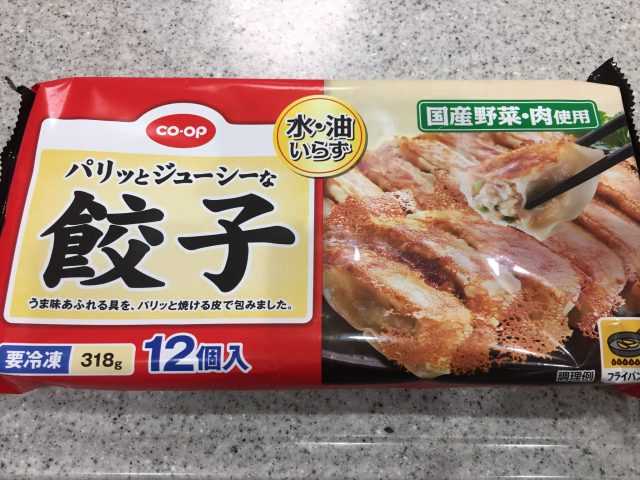 CO·OP
水・油
いらず
国産野菜・肉使用
パリッとジューシーな
餃子
うま味あふれる具を、パリッと焼ける皮で包みました。
要冷凍
318g
12個入
調理例
フライパン